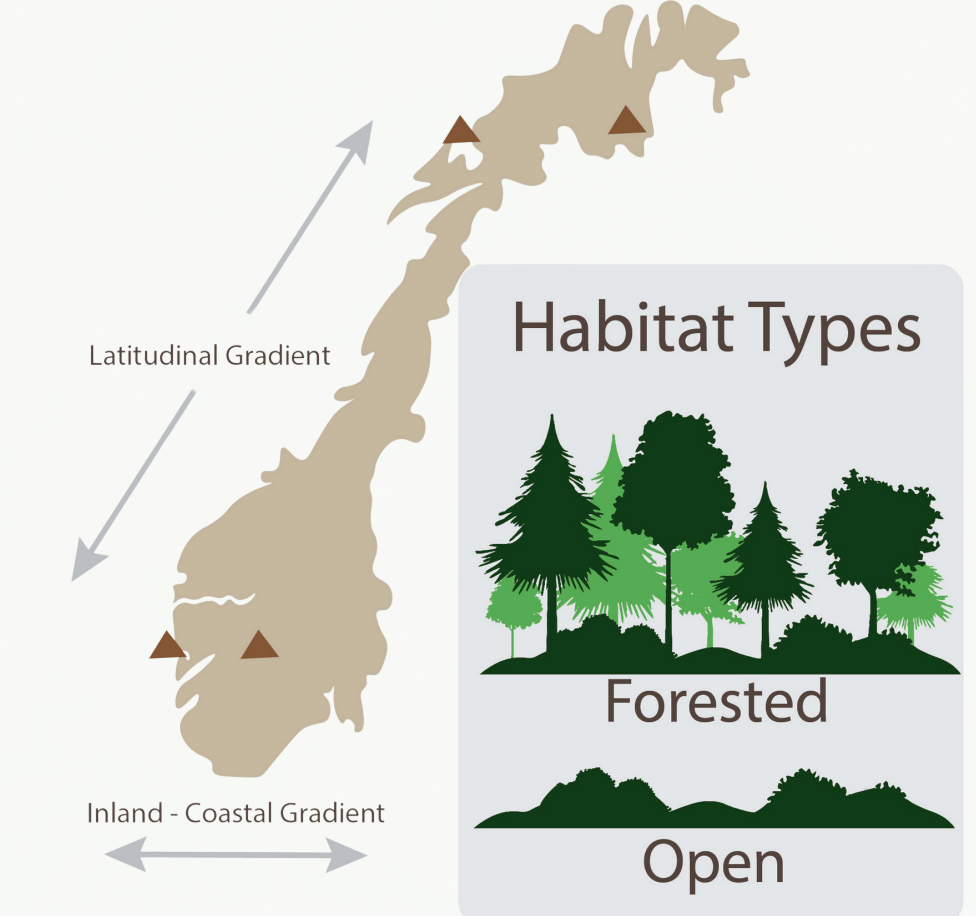 Latitudinal Gradient
Inland - Coastal Gradient
Habitat Types
Forested
Open